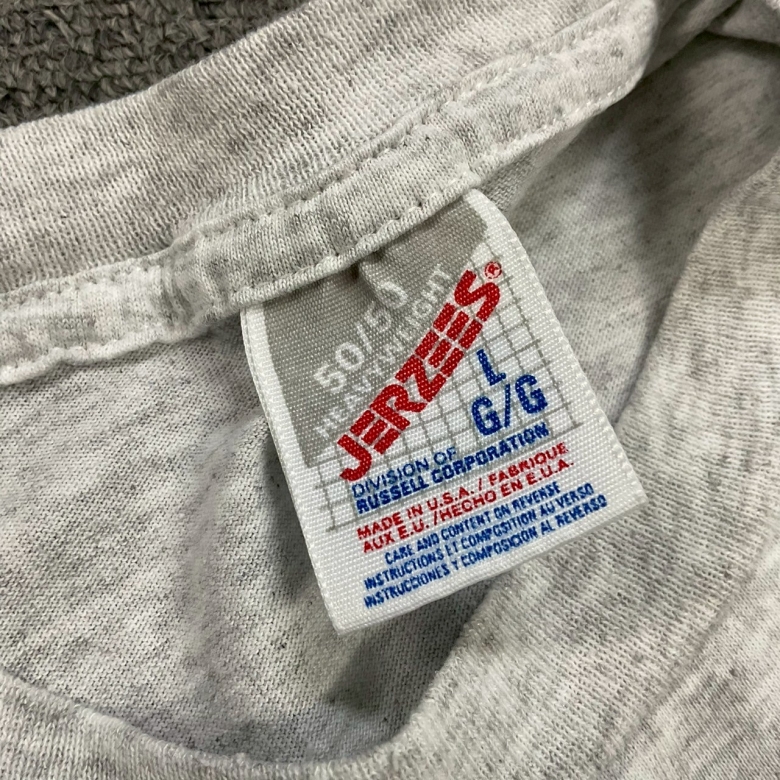 50/50
HEAVYWEIGHT
JERZEES®
L
G/G
DIVISION OF
RUSSELL CORPORATION
MADE IN U.S.A. / FABRIQUE
AUX E.U. /HECHO EN E.U.A.
CARE AND CONTENT ON REVERSE
INSTRUCTIONS ET COMPOSITION AU VERSO
INSTRUCCIONES Y COMPOSICION AL REVERSO